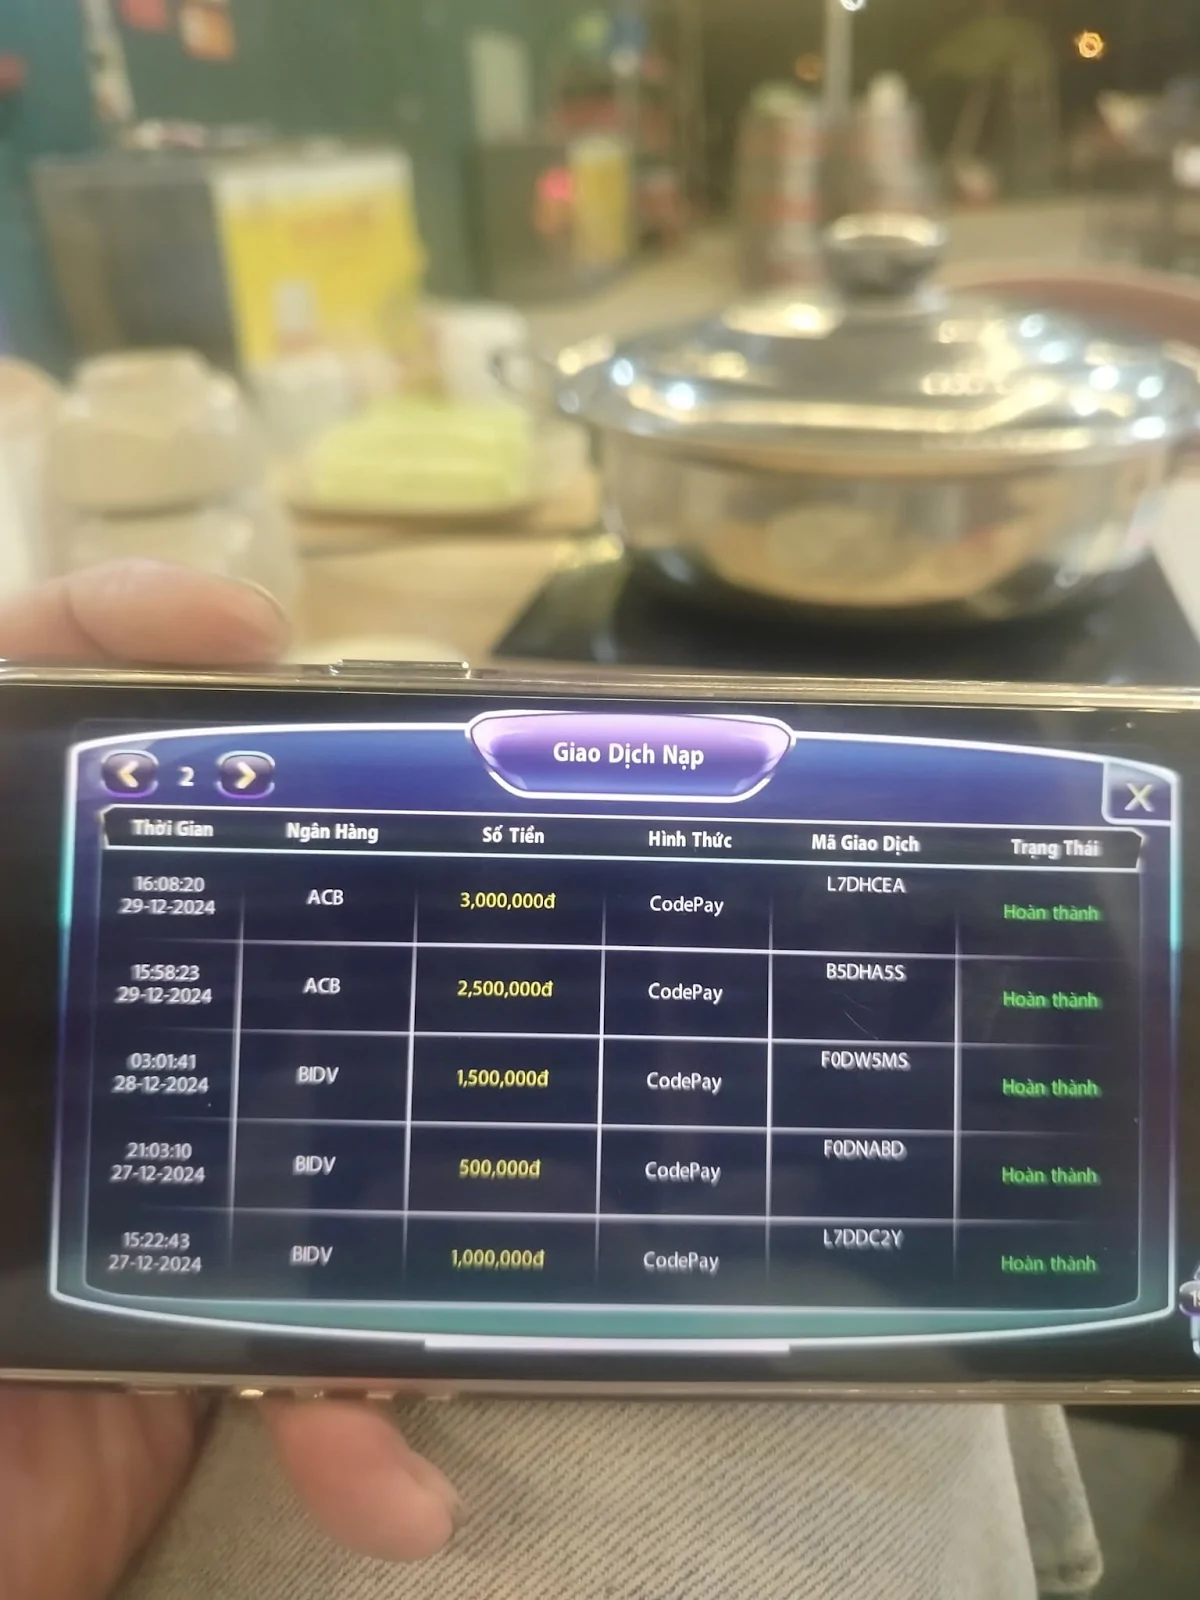 Giao Dịch Nạp
2
X
Thời Gian Ngân Hàng Số Tiền Hình Thức Mã Giao Dịch Trạng Thái
16:08:20
29-12-2024 ACB 3,000,000đ CodePay L7DHCEA Hoàn thành
15:58:23
29-12-2024 ACB 2,500,000đ CodePay B5DHA5S Hoàn thành
03:01:41
28-12-2024 BIDV 1,500,000đ CodePay F0DW5MS Hoàn thành
21:03:10
27-12-2024 BIDV 500,000đ CodePay F0DNABD Hoàn thành
15:22:43
27-12-2024 BIDV 1,000,000đ CodePay L7DDC2Y Hoàn thành